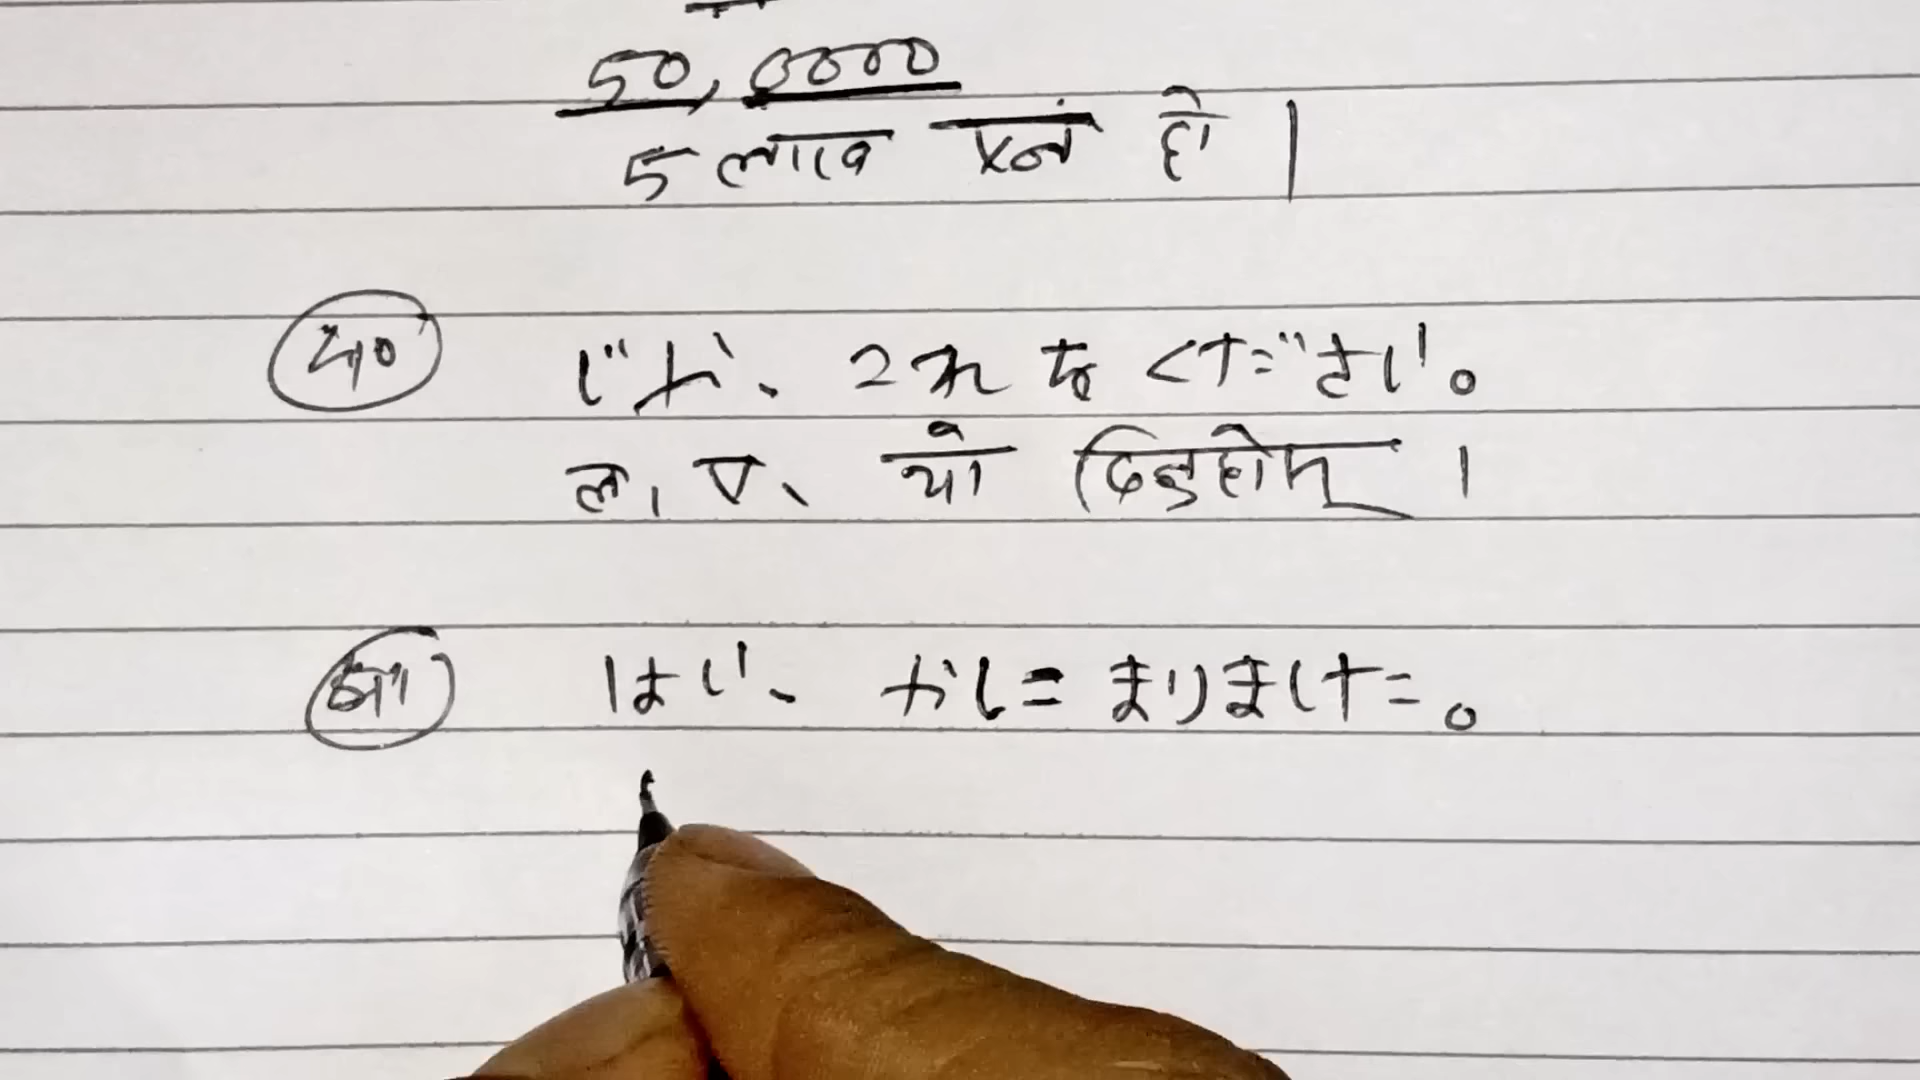 50,0000
5 लाख हो |
じゃ、これをください。
ल, यो दिनुहोस् ।
はい、かしこまりました。